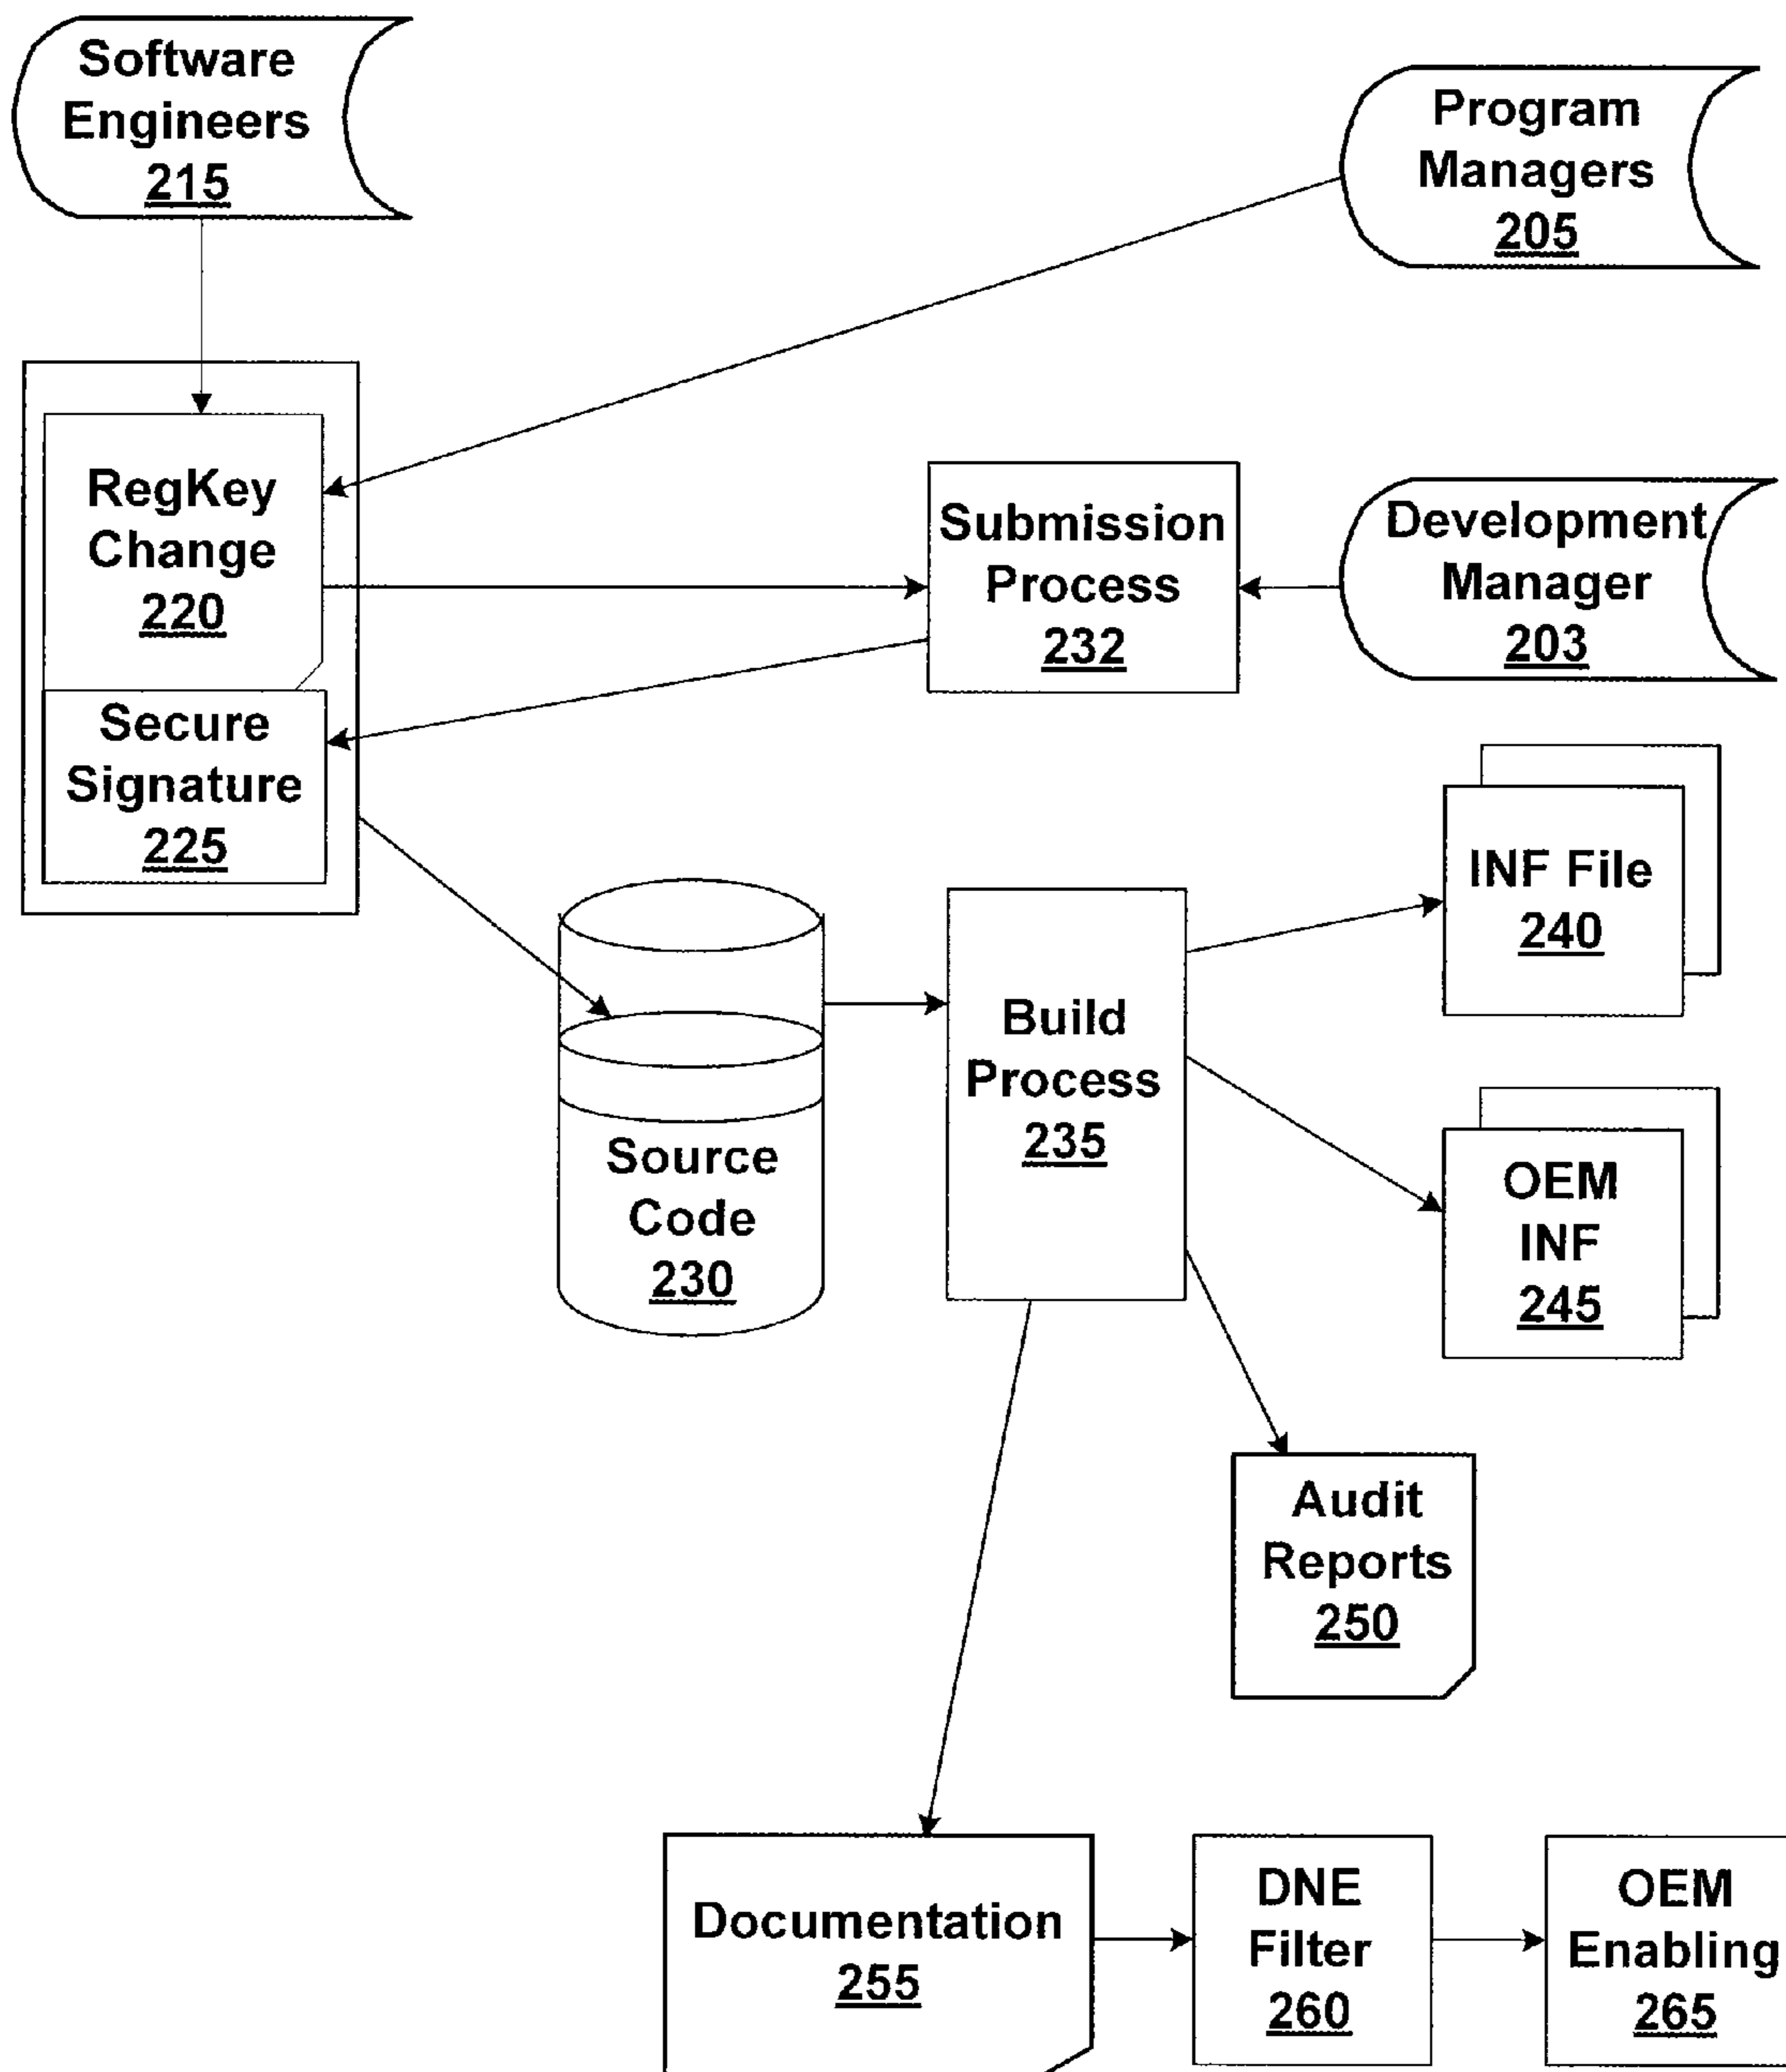 Software
Engineers
215
Program
Managers
205
RegKey
Change
220
Submission
Process
232
Development
Manager
203
Secure
Signature
225
INF File
240
Source
Code
230
Build
Process
235
OEM
INF
245
Audit
Reports
250
Documentation
255
DNE
Filter
260
OEM
Enabling
265